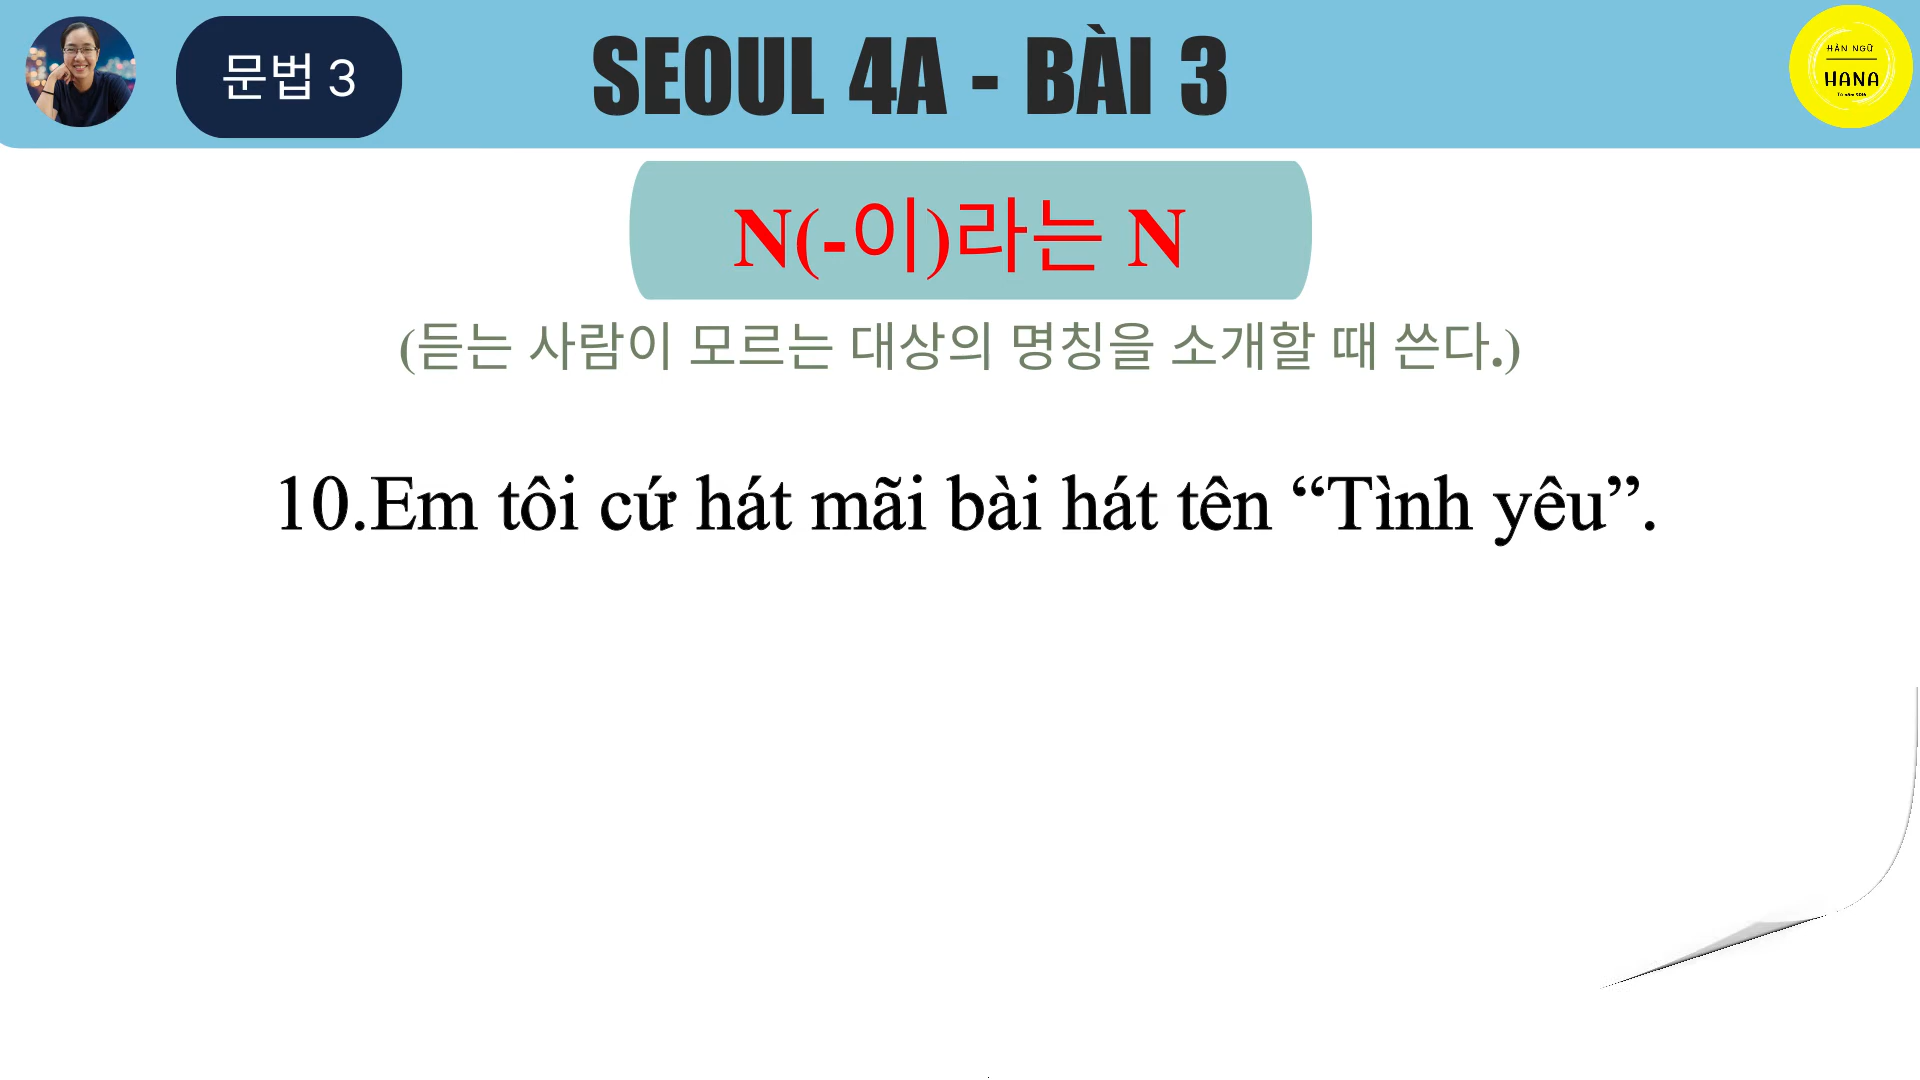 문법 3
SEOUL 4A - BÀI 3
HÀN NGỮ
HANA
N(-이)라는 N
(듣는 사람이 모르는 대상의 명칭을 소개할 때 쓴다.)
10.Em tôi cứ hát mãi bài hát tên “Tình yêu”.